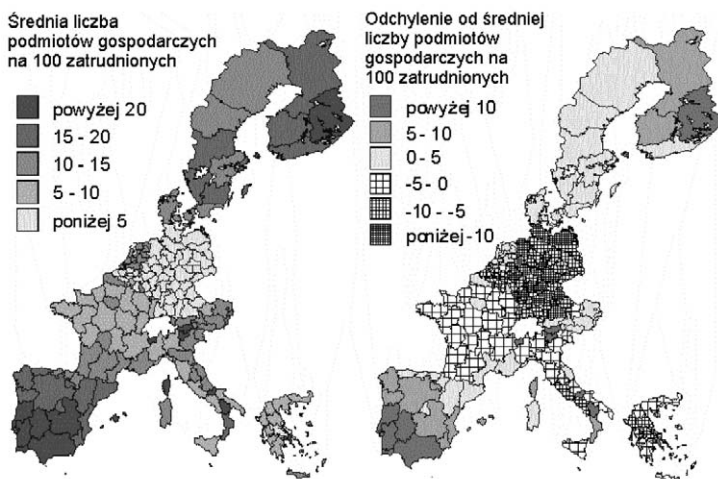 Średnia liczba
podmiotów gospodarczych
na 100 zatrudnionych
powyżej 20
15 - 20
10 - 15
5 - 10
poniżej 5
Odchylenie od średniej
liczby podmiotów
gospodarczych na
100 zatrudnionych
powyżej 10
5 - 10
0 - 5
-5 - 0
-10 - -5
poniżej -10